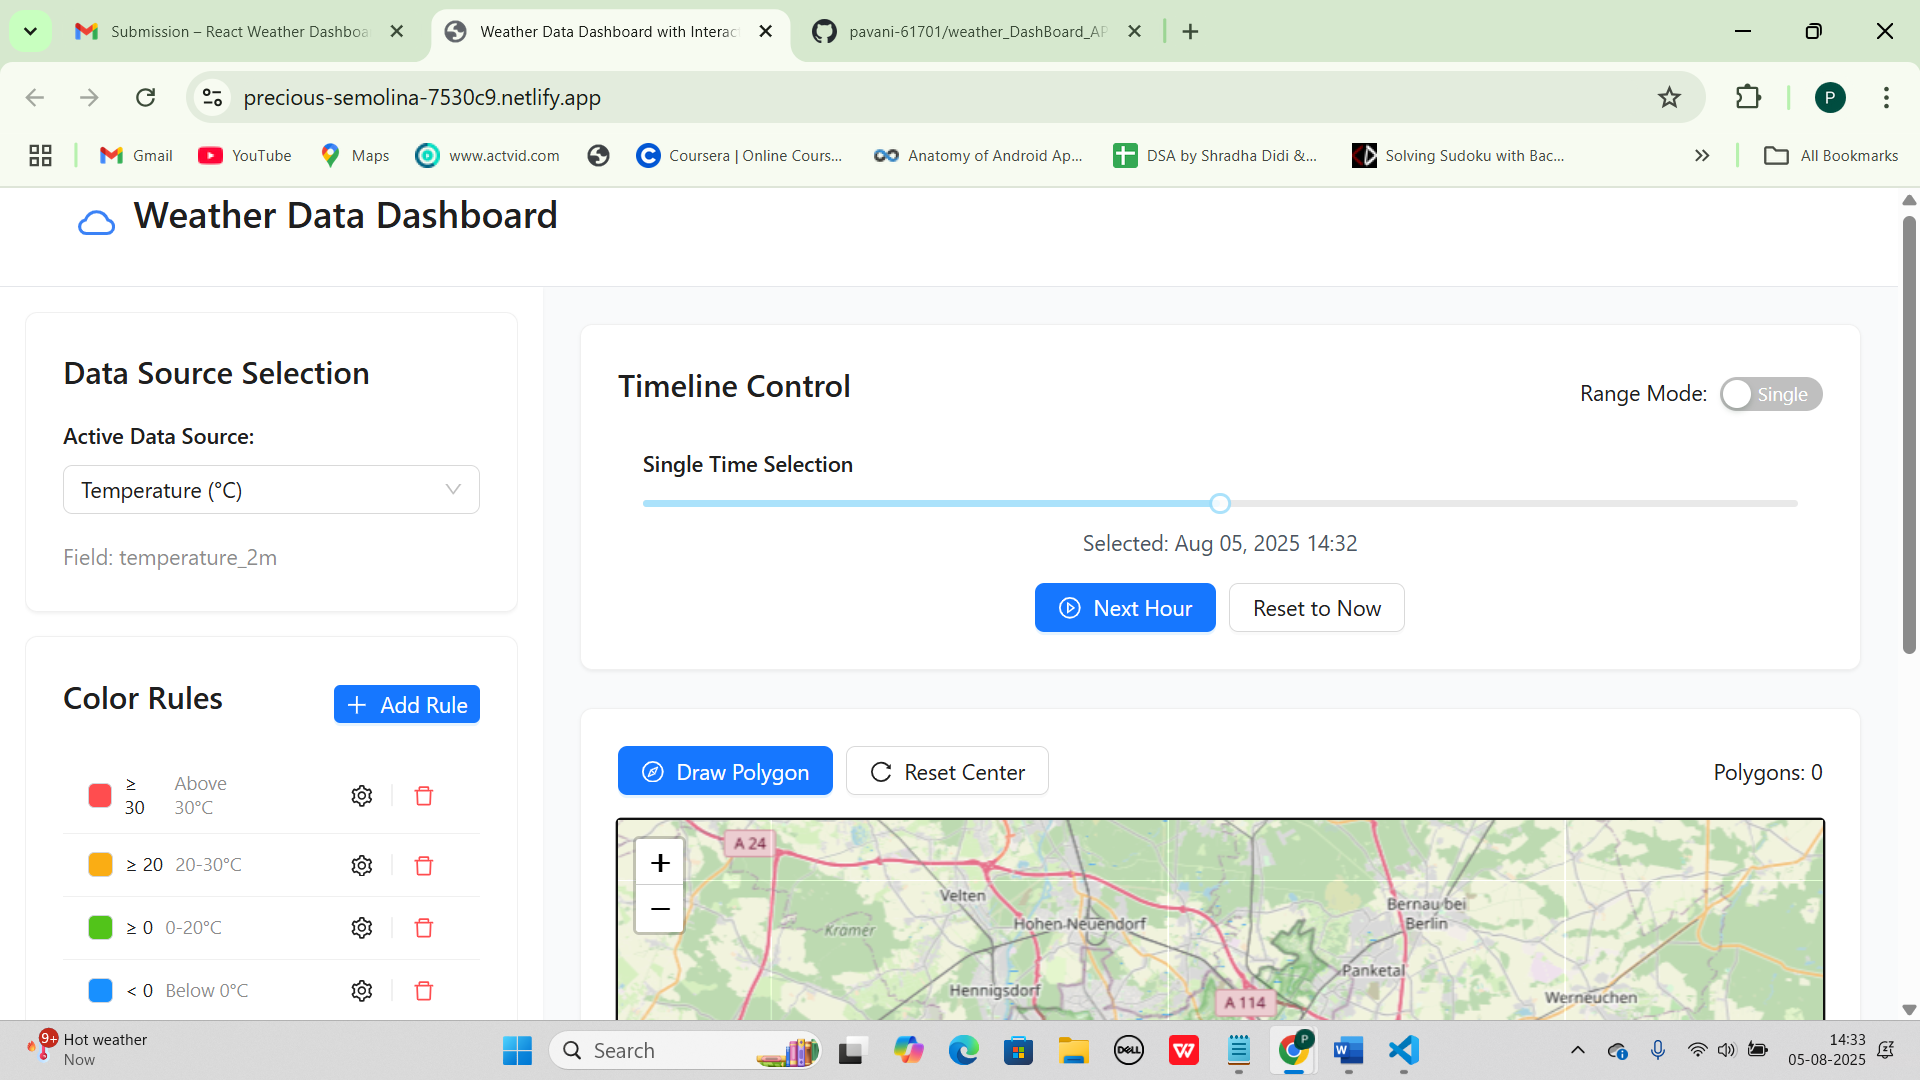 Submission – React Weather Dashboa
Weather Data Dashboard with Interac
pavani-61701/weather_DashBoard_AP
precious-semolina-7530c9.netlify.app
P
Gmail
YouTube
Maps
www.actvid.com
Coursera | Online Cours...
Anatomy of Android Ap...
DSA by Shradha Didi &...
Solving Sudoku with Bac...
All Bookmarks
Weather Data Dashboard
Data Source Selection
Active Data Source:
Temperature (°C)
Field: temperature_2m
Color Rules
Add Rule
≥ 30
Above 30°C
≥ 20 20-30°C
≥ 0 0-20°C
< 0 Below 0°C
Timeline Control
Range Mode: Single
Single Time Selection
Selected: Aug 05, 2025 14:32
Next Hour
Reset to Now
Draw Polygon
Reset Center
Polygons: 0
+
−
A 24
Velten
Hohen Neuendorf
Kramer
Bernau bei
Berlin
Hennigsdorf
Panketal
A 114
Werneuchen
9+
Hot weather
Now
Search
DELL
W
P
W
14:33
05-08-2025